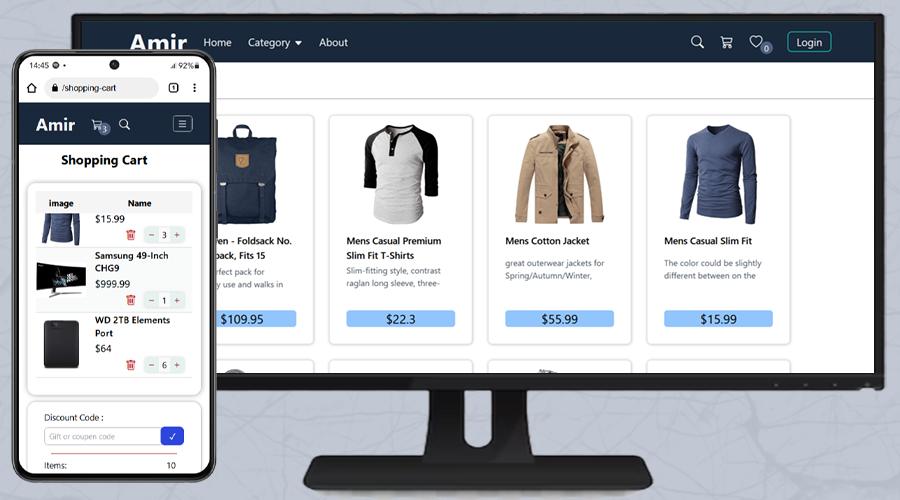 Amir
Home
Category
About
0
Login
14:45
92%
/shopping-cart
1
Amir
3
Shopping Cart
image
Name
$15.99
3
Samsung 49-Inch
CHG9
$999.99
1
WD 2TB Elements
Port
$64
6
Discount Code :
Gift or coupon code
Items:
10
Foldsack No.
Fits 15
pack for
use and walks in
$109.95
Mens Casual Premium
Slim Fit T-Shirts
Slim-fitting style, contrast
raglan long sleeve, three-
$22.3
Mens Cotton Jacket
great outerwear jackets for
Spring/Autumn/Winter,
$55.99
Mens Casual Slim Fit
The color could be slightly
different between on the
$15.99